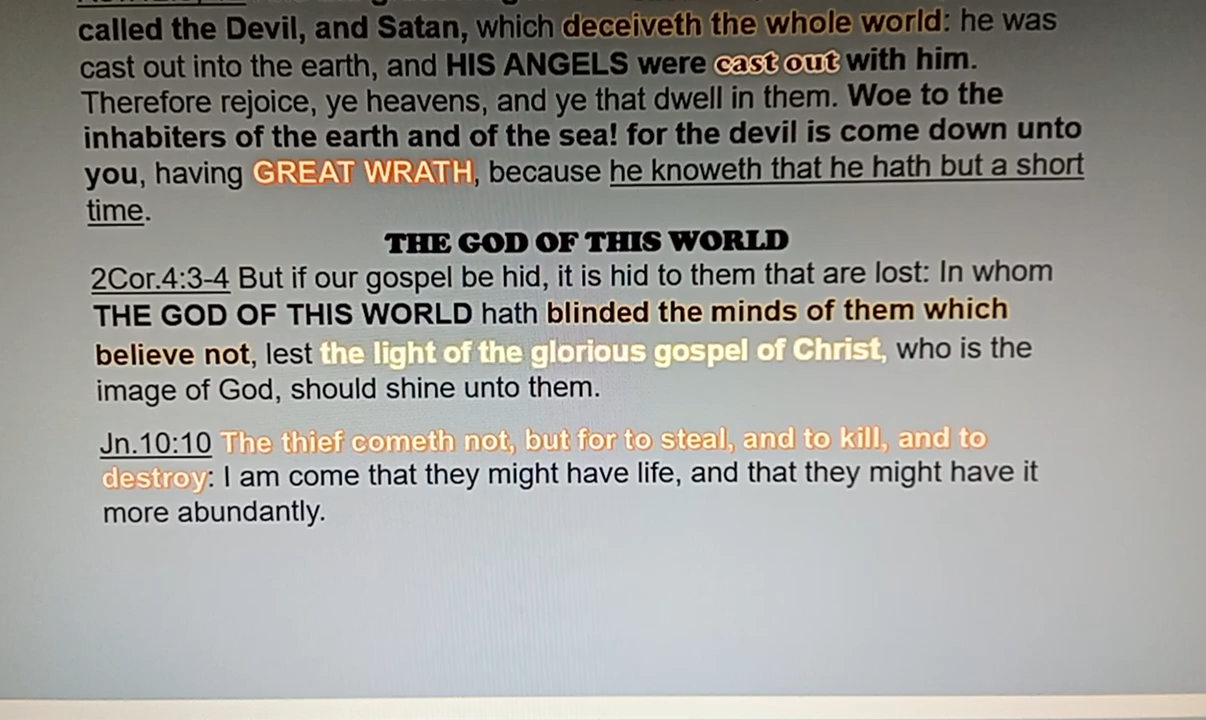 called the Devil, and Satan, which deceiveth the whole world: he was
cast out into the earth, and HIS ANGELS were cast out with him.
Therefore rejoice, ye heavens, and ye that dwell in them. Woe to the
inhabiters of the earth and of the sea! for the devil is come down unto
you, having GREAT WRATH, because he knoweth that he hath but a short
time.
THE GOD OF THIS WORLD
2Cor.4:3-4 But if our gospel be hid, it is hid to them that are lost: In whom
THE GOD OF THIS WORLD hath blinded the minds of them which
believe not, lest the light of the glorious gospel of Christ, who is the
image of God, should shine unto them.
Jn.10:10 The thief cometh not, but for to steal, and to kill, and to
destroy: I am come that they might have life, and that they might have it
more abundantly.